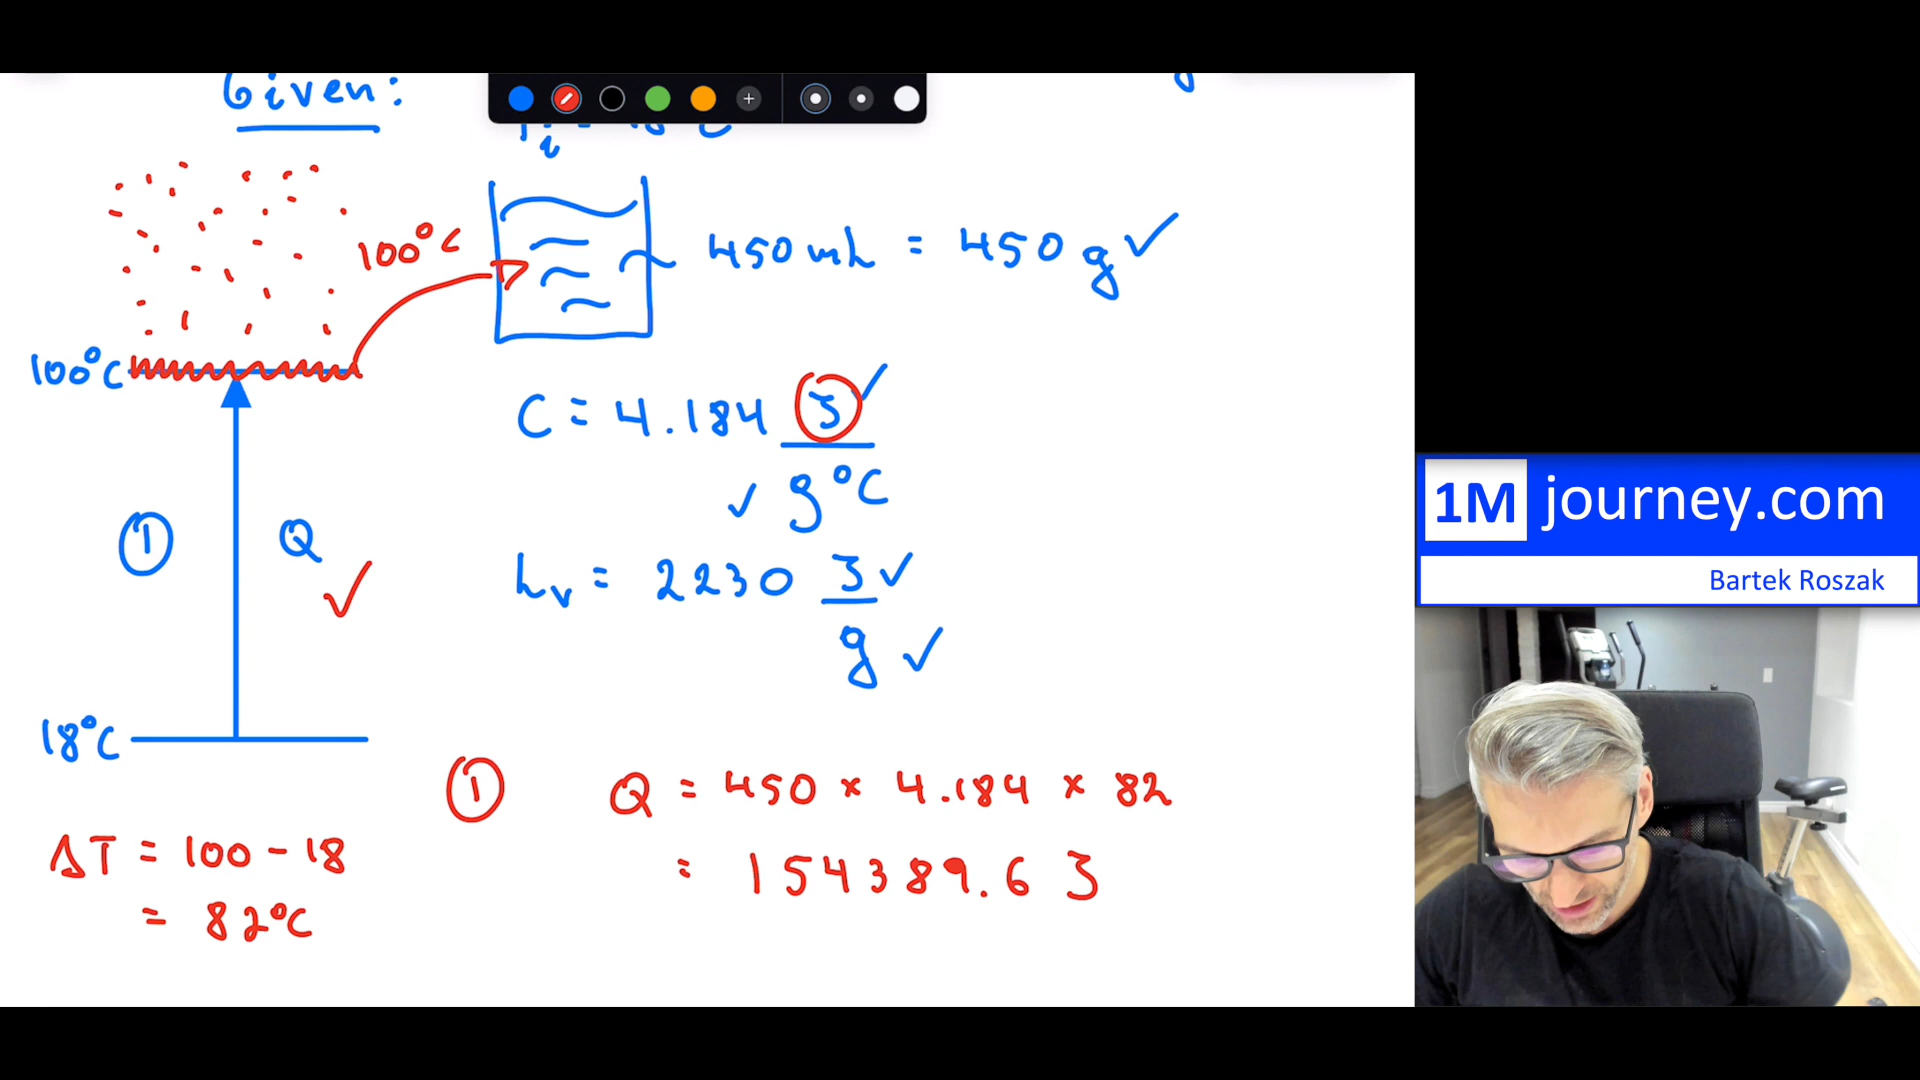 Given:
100°C
450 mL = 450 g ✓
100°C
C = 4.184 J ✓
✓ g°C
① Q ✓
Lv = 2230 J ✓
g ✓
18°C
① Q = 450 × 4.184 × 82
= 154389.6 J
ΔT = 100 - 18
= 82°C
1M journey.com
Bartek Roszak